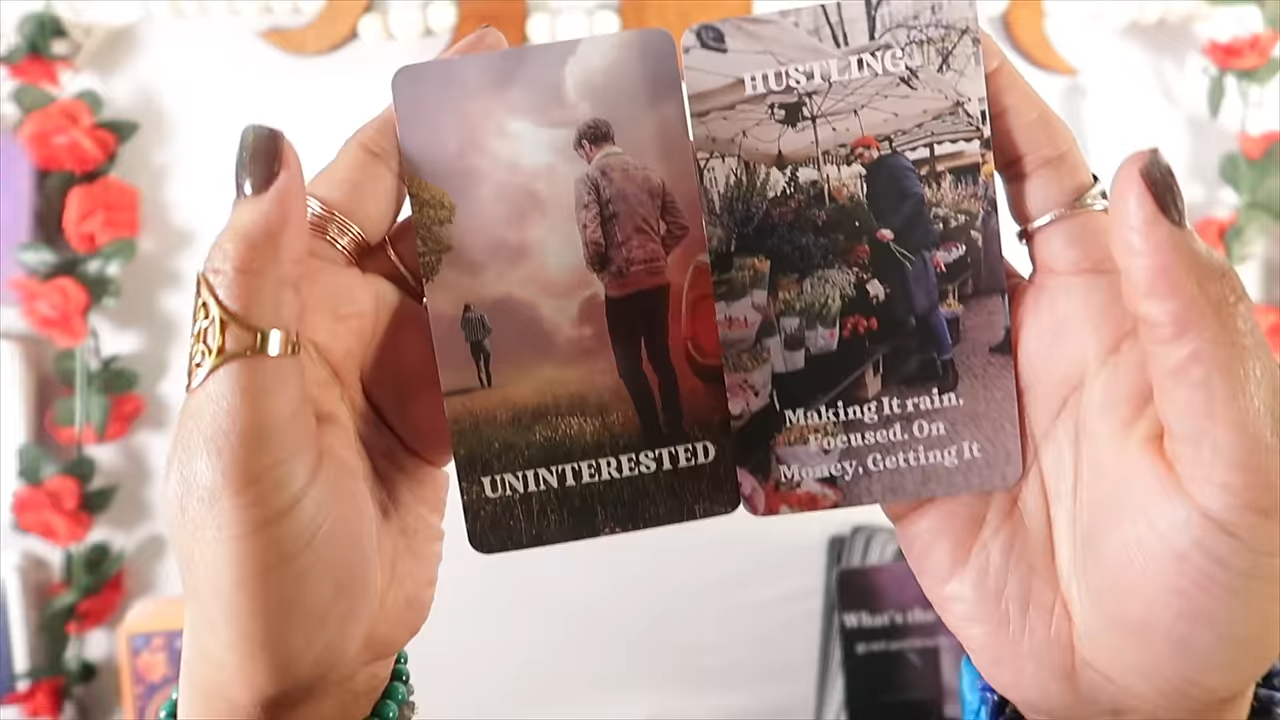 UNINTERESTED
HUSTLING
Making It rain,
Focused. On
Money, Getting It
What's the